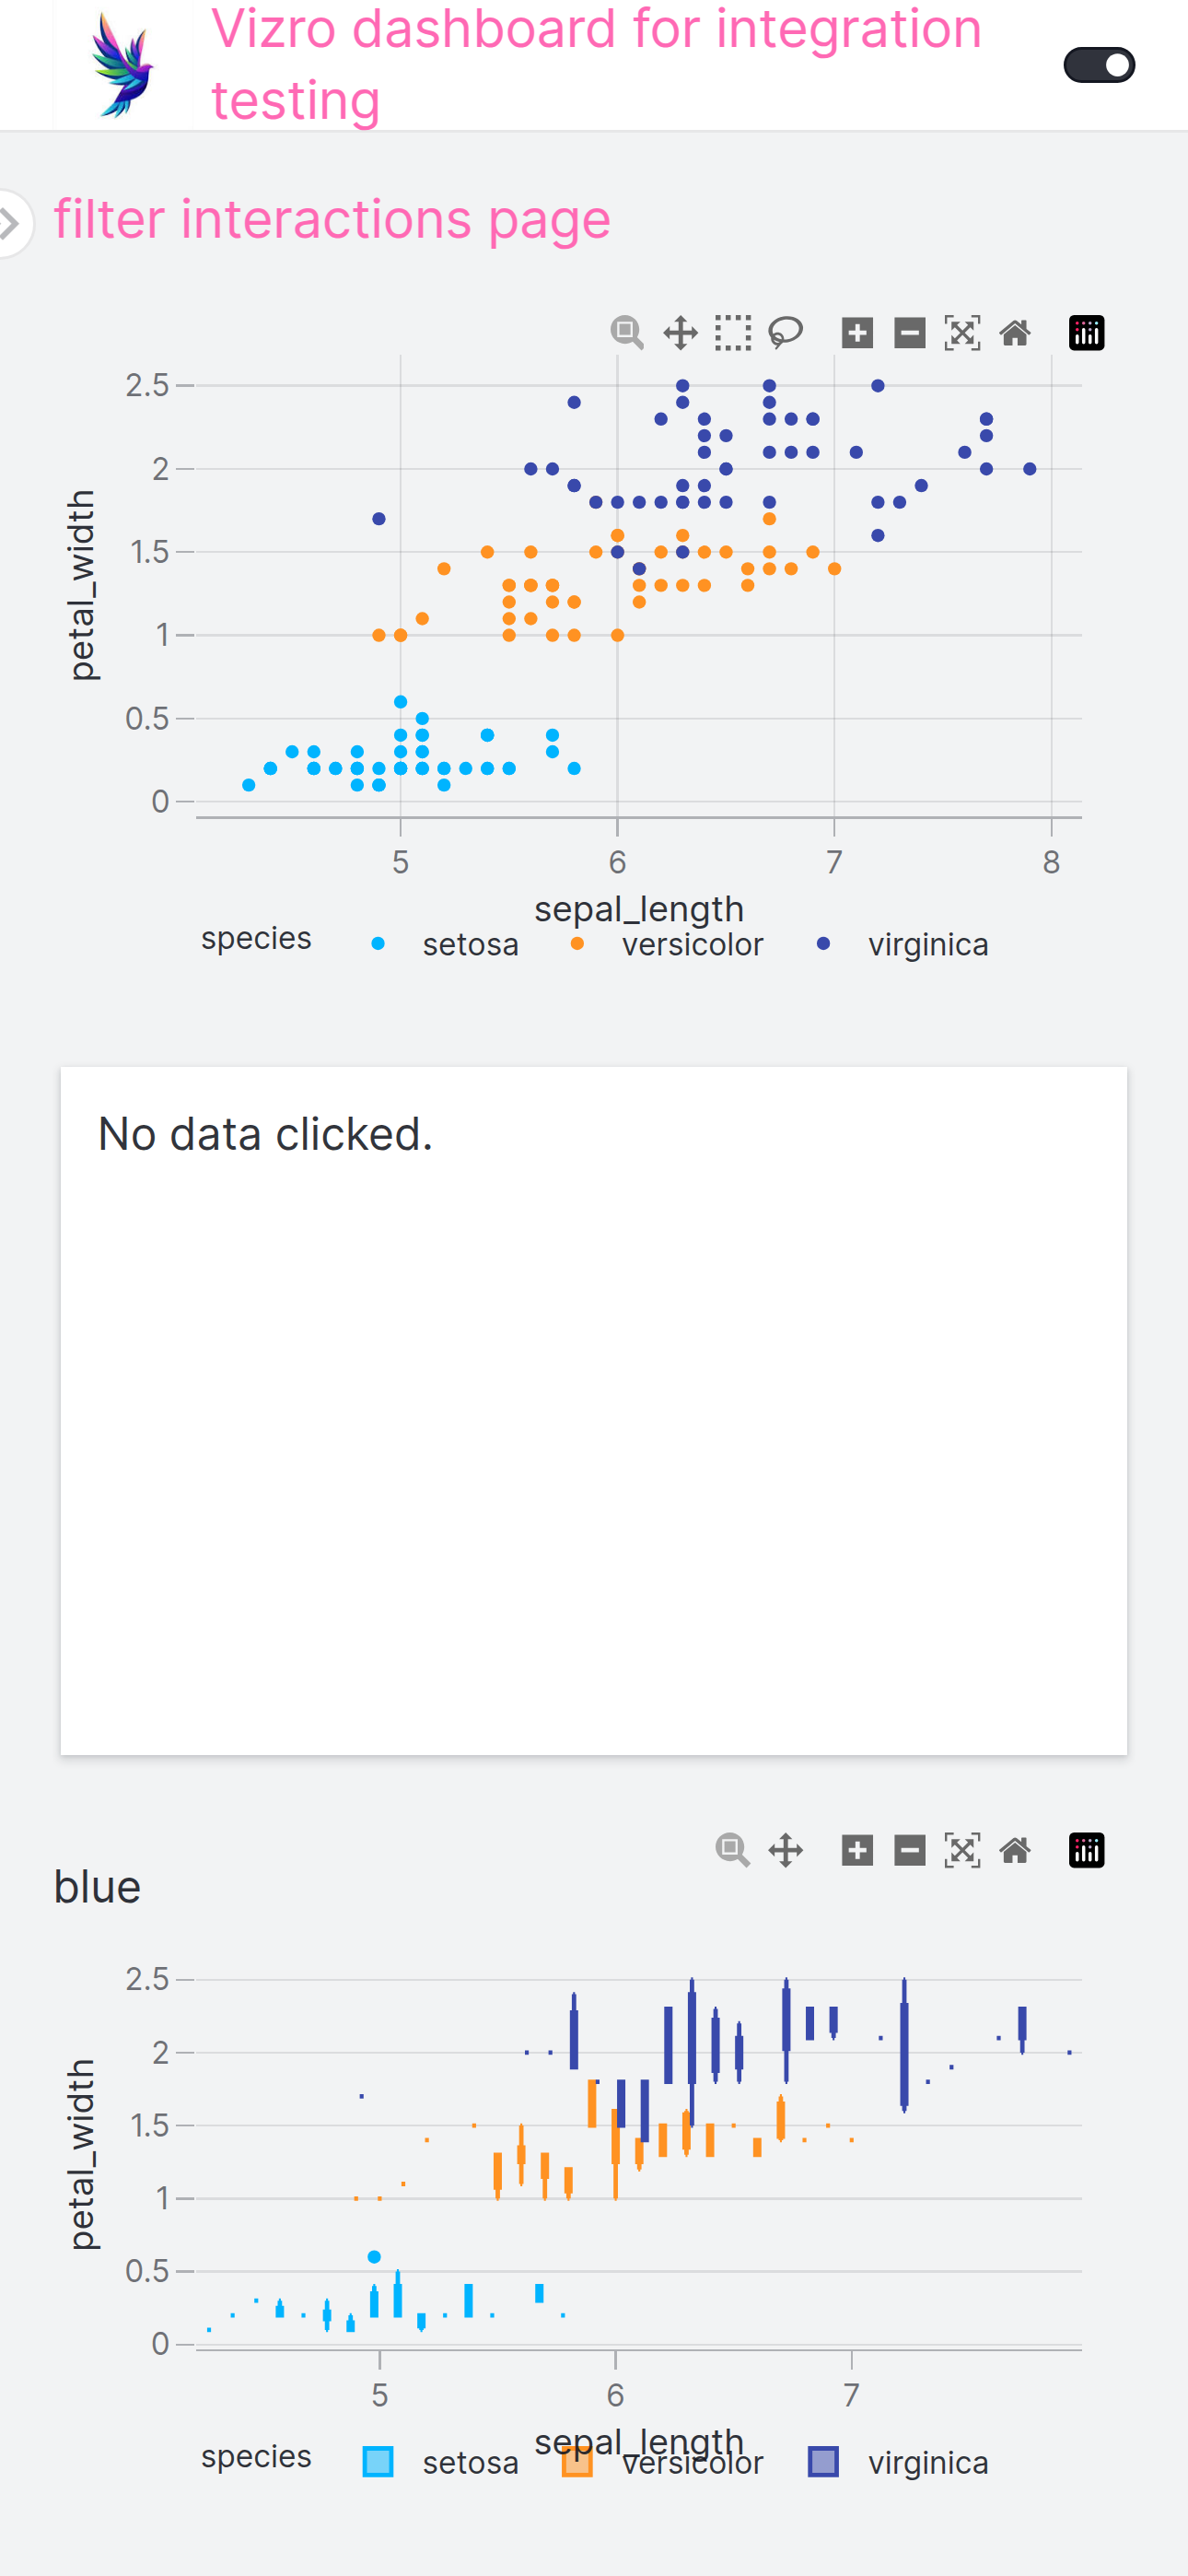 Vizro dashboard for integration
testing
filter interactions page
2.5
2
1.5
1
0.5
0
petal_width
5 6 7 8
sepal_length
species setosa versicolor virginica
No data clicked.
blue
2.5
2
1.5
1
0.5
0
petal_width
5 6 7
sepal_length
species setosa versicolor virginica